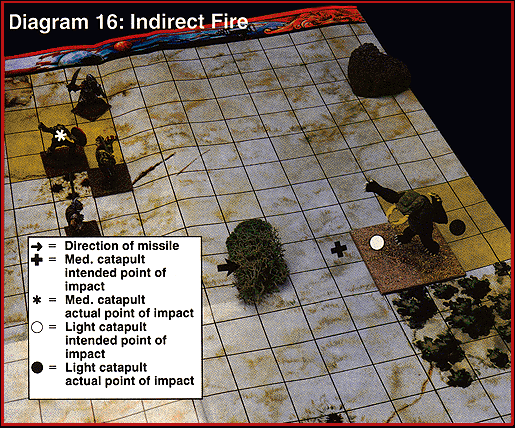 Diagram 16: Indirect Fire
➔ = Direction of missile
✚ = Med. catapult
intended point of
impact
* = Med. catapult
actual point of impact
○ = Light catapult
intended point of
impact
● = Light catapult
actual point of impact